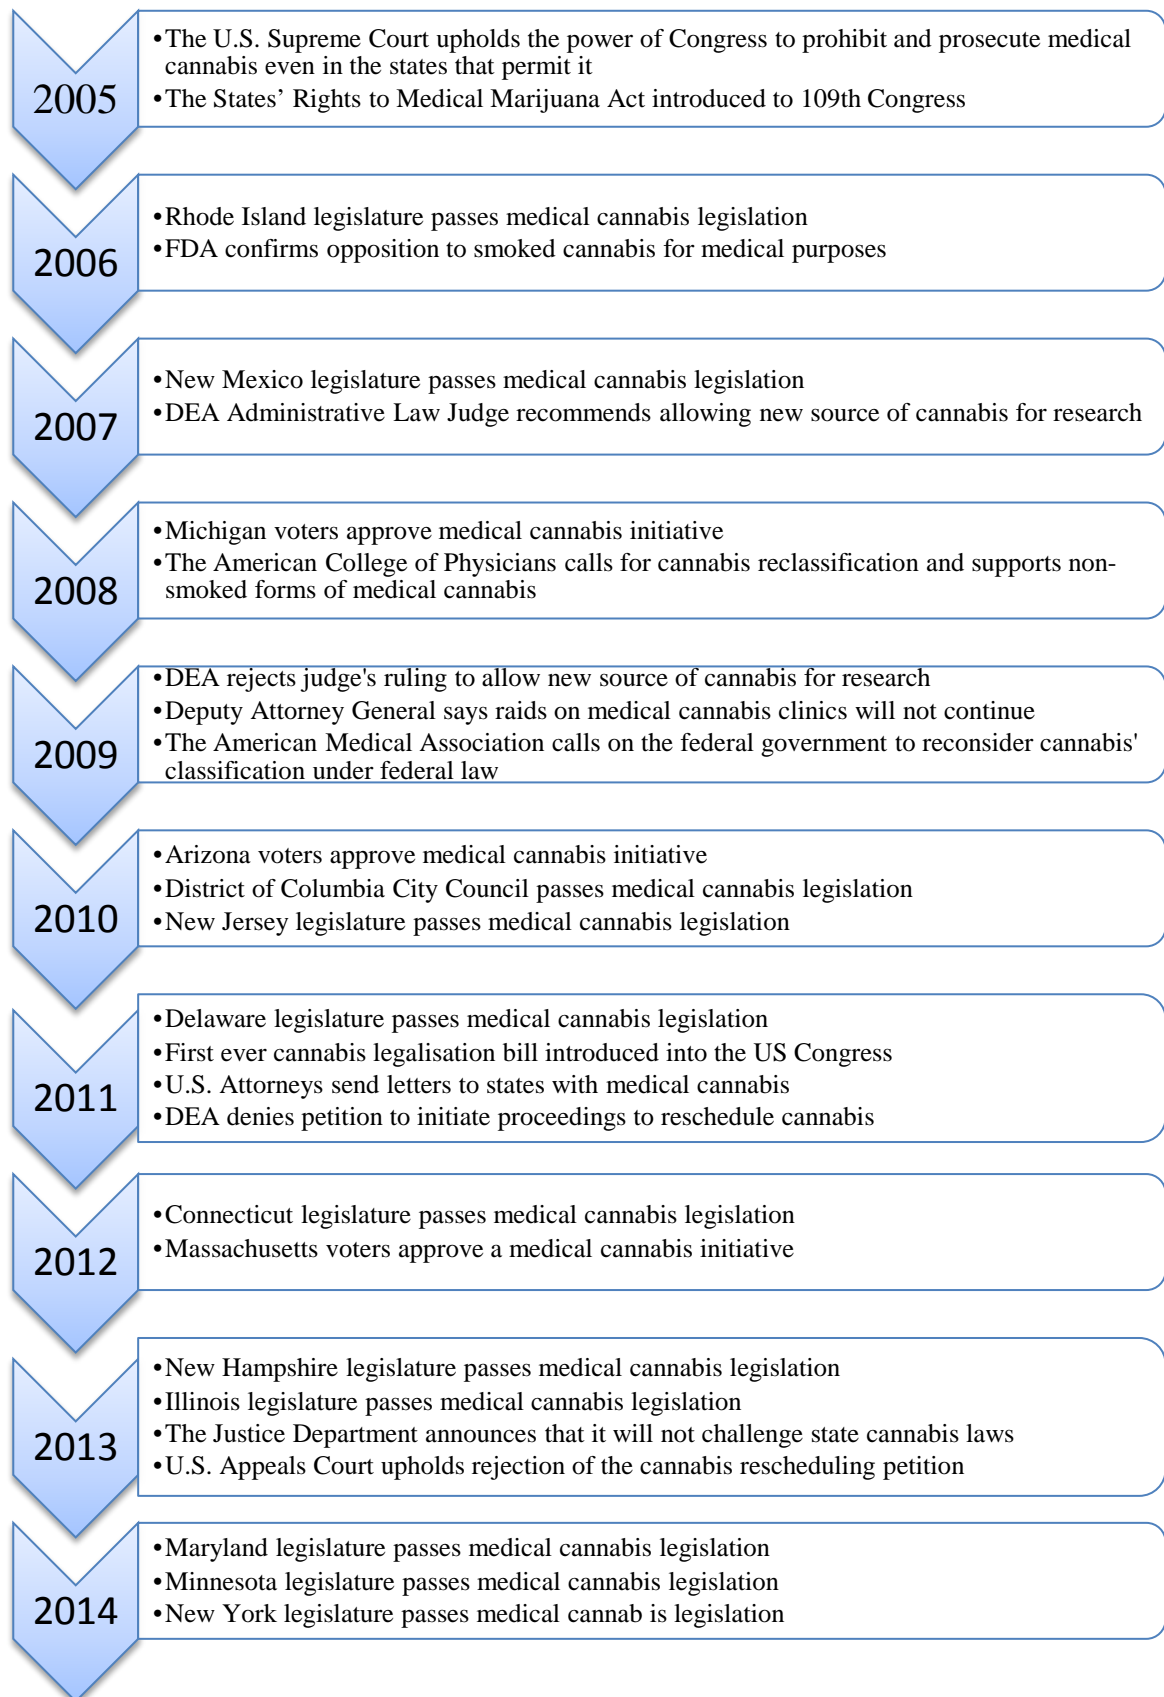 2005
•The U.S. Supreme Court upholds the power of Congress to prohibit and prosecute medical
cannabis even in the states that permit it
•The States’ Rights to Medical Marijuana Act introduced to 109th Congress
2006
•Rhode Island legislature passes medical cannabis legislation
•FDA confirms opposition to smoked cannabis for medical purposes
2007
•New Mexico legislature passes medical cannabis legislation
•DEA Administrative Law Judge recommends allowing new source of cannabis for research
2008
•Michigan voters approve medical cannabis initiative
•The American College of Physicians calls for cannabis reclassification and supports non-
smoked forms of medical cannabis
2009
•DEA rejects judge's ruling to allow new source of cannabis for research
•Deputy Attorney General says raids on medical cannabis clinics will not continue
•The American Medical Association calls on the federal government to reconsider cannabis'
classification under federal law
2010
•Arizona voters approve medical cannabis initiative
•District of Columbia City Council passes medical cannabis legislation
•New Jersey legislature passes medical cannabis legislation
2011
•Delaware legislature passes medical cannabis legislation
•First ever cannabis legalisation bill introduced into the US Congress
•U.S. Attorneys send letters to states with medical cannabis
•DEA denies petition to initiate proceedings to reschedule cannabis
2012
•Connecticut legislature passes medical cannabis legislation
•Massachusetts voters approve a medical cannabis initiative
2013
•New Hampshire legislature passes medical cannabis legislation
•Illinois legislature passes medical cannabis legislation
•The Justice Department announces that it will not challenge state cannabis laws
•U.S. Appeals Court upholds rejection of the cannabis rescheduling petition
2014
•Maryland legislature passes medical cannabis legislation
•Minnesota legislature passes medical cannabis legislation
•New York legislature passes medical cannab is legislation